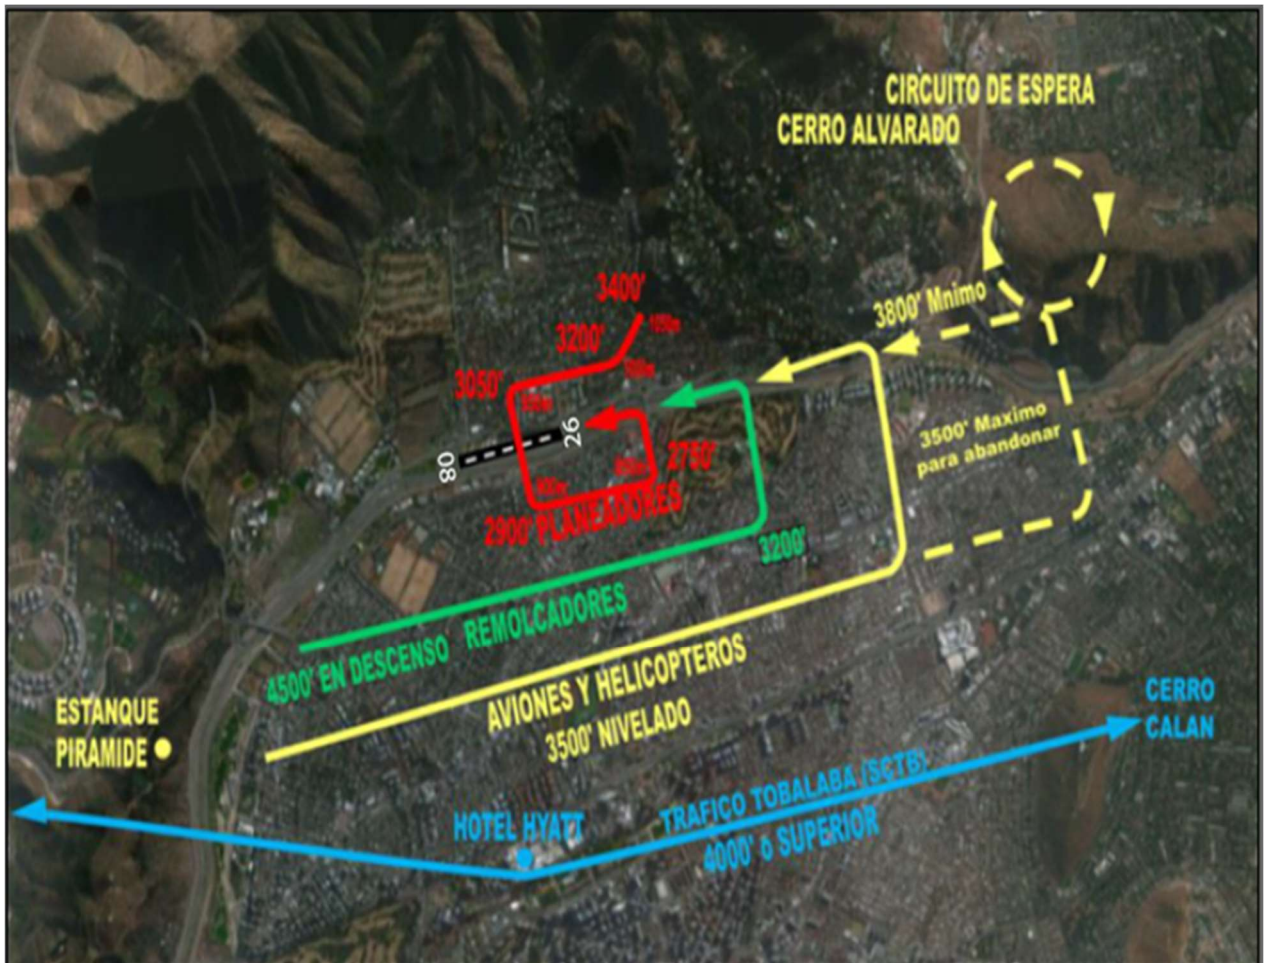 CIRCUITO DE ESPERA
CERRO ALVARADO
3800' Mnimo
3400'
1050m
3200'
3050'
26
08
2750'
2900' PLANEADORES
3500' Maximo
para abandonar
3200'
4500' EN DESCENSO REMOLCADORES
AVIONES Y HELICOPTEROS
3500' NIVELADO
ESTANQUE
PIRAMIDE
CERRO
CALAN
HOTEL HYATT
TRAFICO TOBALABA (SCTB)
4000' o SUPERIOR